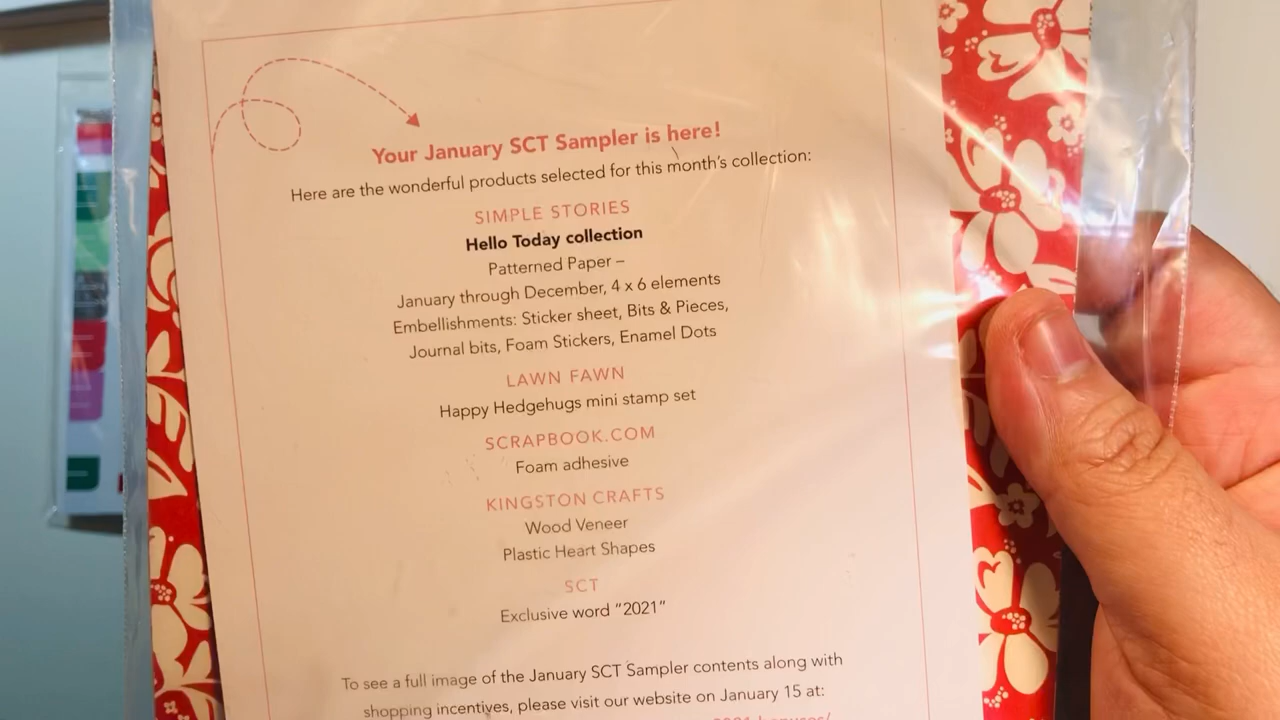 Your January SCT Sampler is here!
Here are the wonderful products selected for this month's collection:
SIMPLE STORIES
Hello Today collection
Patterned Paper –
January through December, 4 x 6 elements
Embellishments: Sticker sheet, Bits & Pieces,
Journal bits, Foam Stickers, Enamel Dots
LAWN FAWN
Happy Hedgehugs mini stamp set
SCRAPBOOK.COM
Foam adhesive
KINGSTON CRAFTS
Wood Veneer
Plastic Heart Shapes
SCT
Exclusive word "2021"
To see a full image of the January SCT Sampler contents along with
shopping incentives, please visit our website on January 15 at: